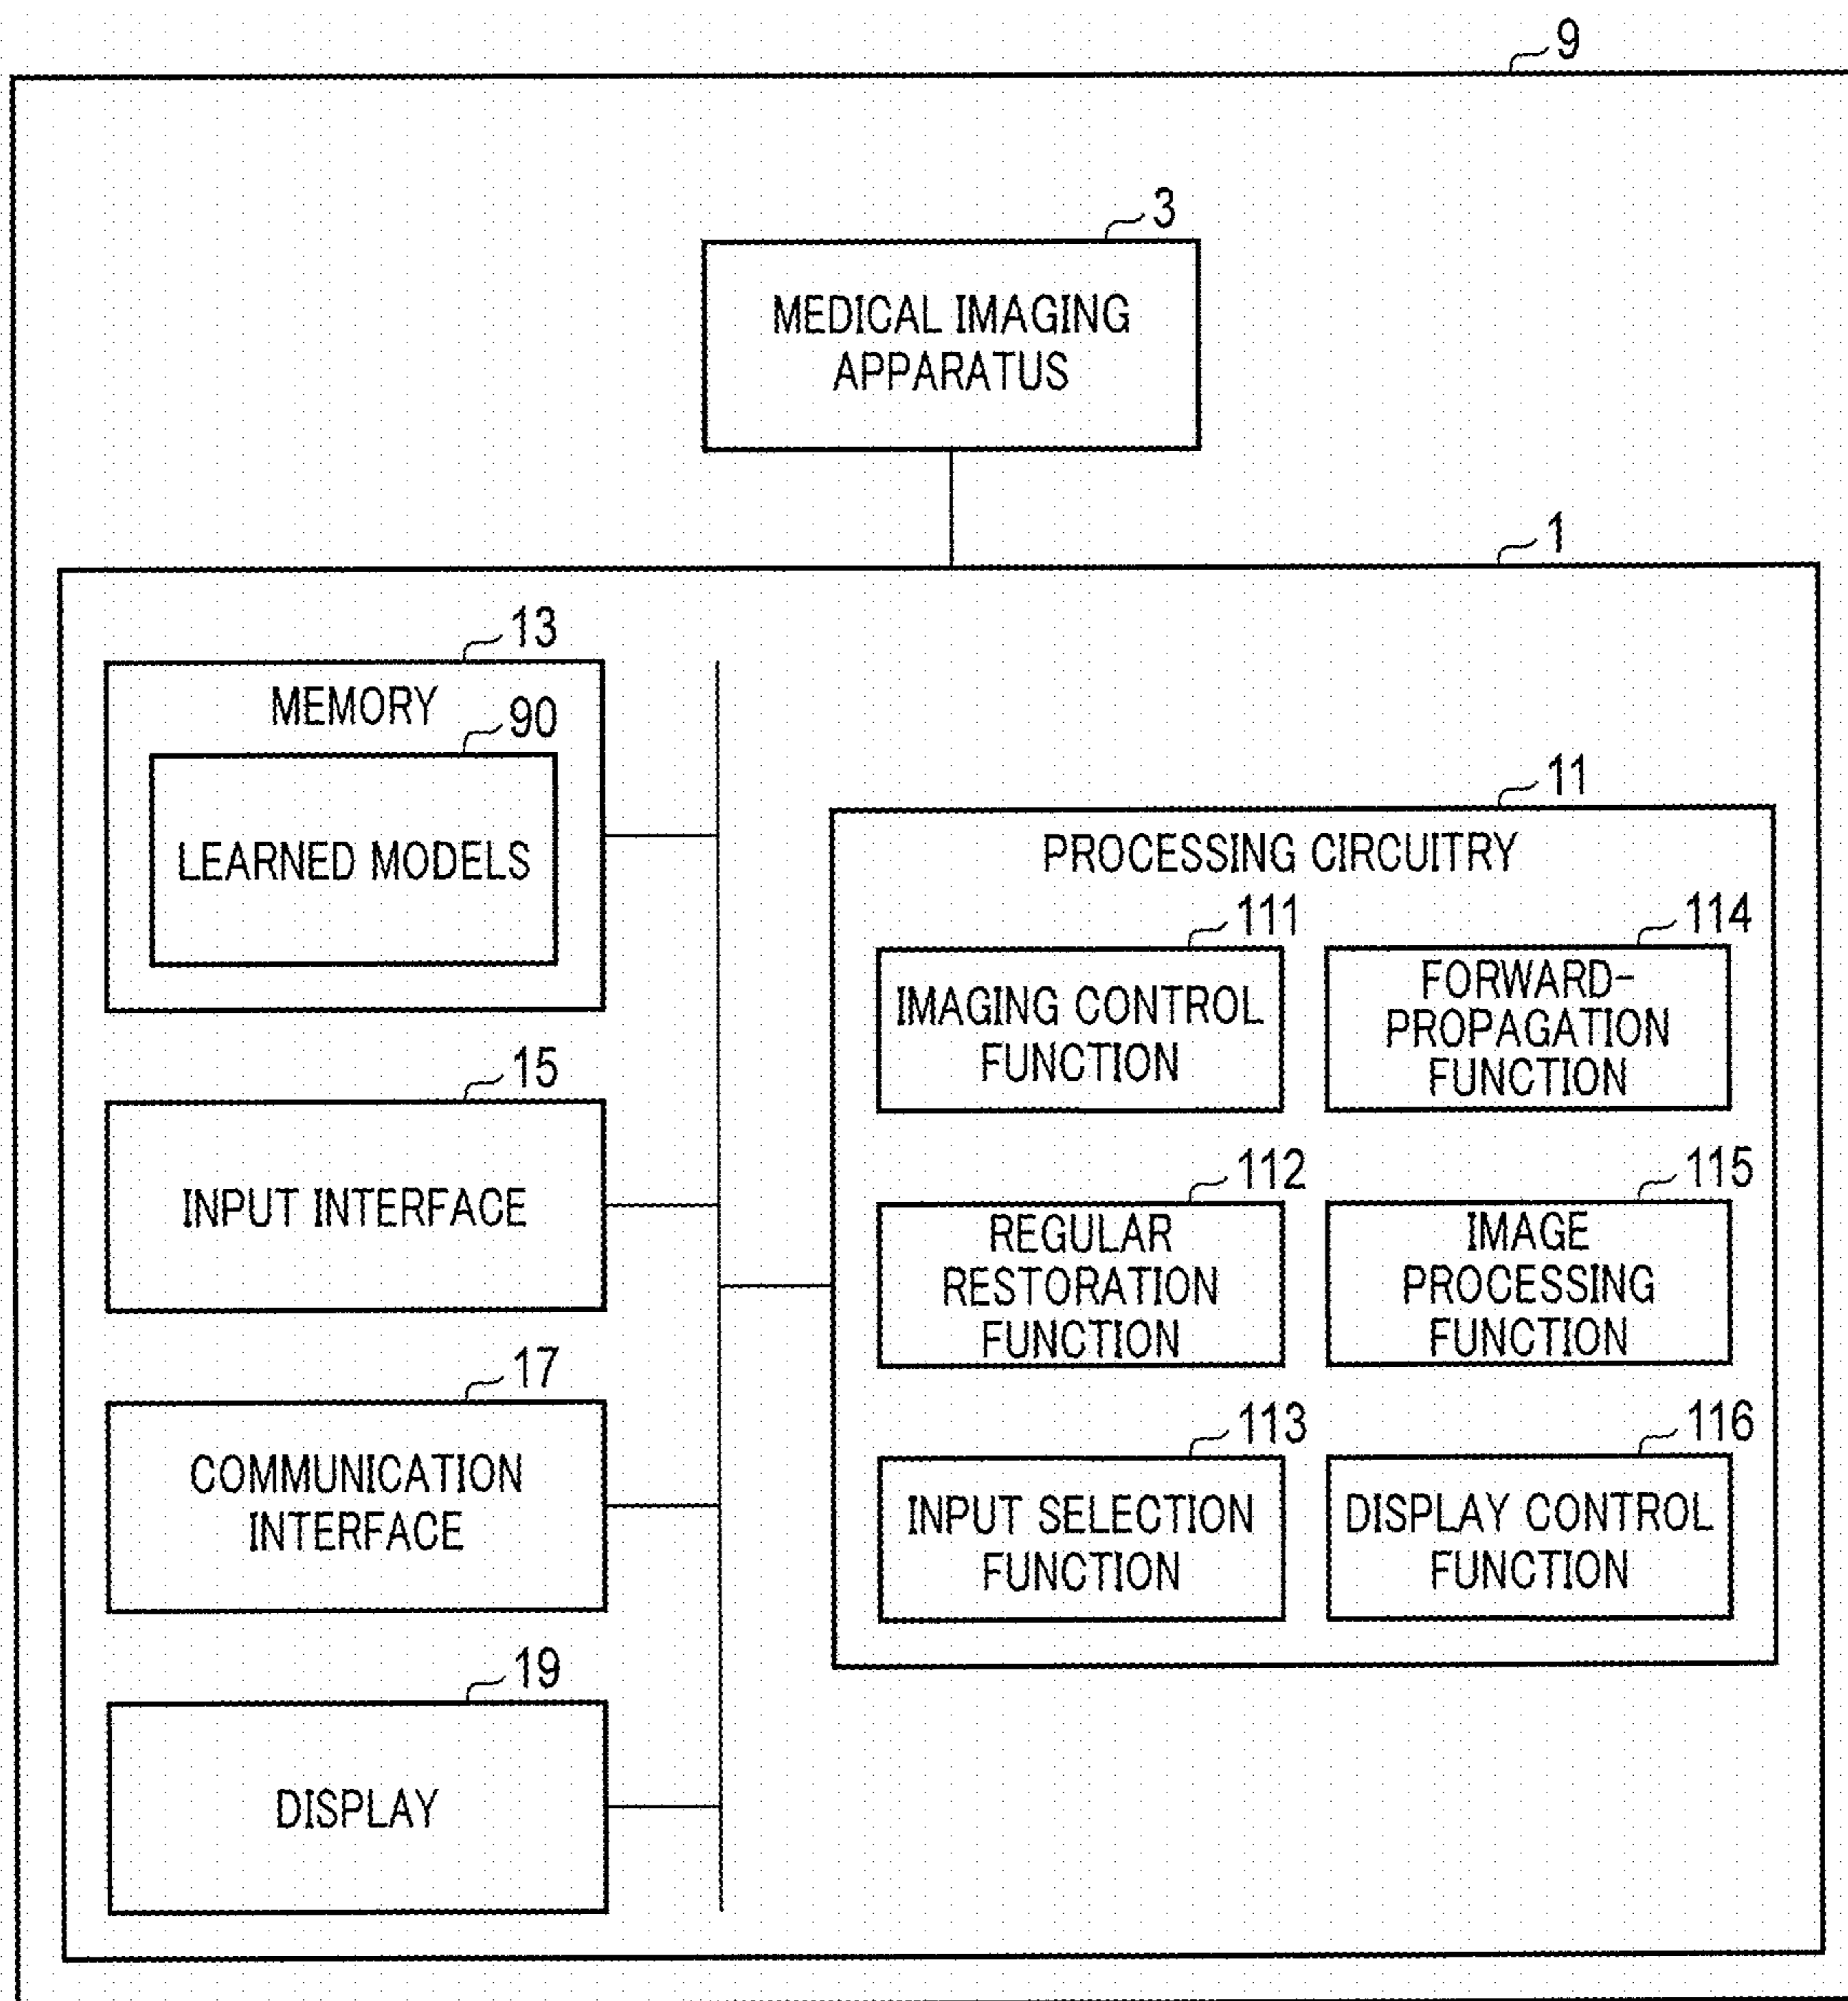 9
3
MEDICAL IMAGING
APPARATUS
1
13
MEMORY
90
LEARNED MODELS
15
INPUT INTERFACE
17
COMMUNICATION
INTERFACE
19
DISPLAY
11
PROCESSING CIRCUITRY
111
IMAGING CONTROL
FUNCTION
114
FORWARD-
PROPAGATION
FUNCTION
112
REGULAR
RESTORATION
FUNCTION
115
IMAGE
PROCESSING
FUNCTION
113
INPUT SELECTION
FUNCTION
116
DISPLAY CONTROL
FUNCTION